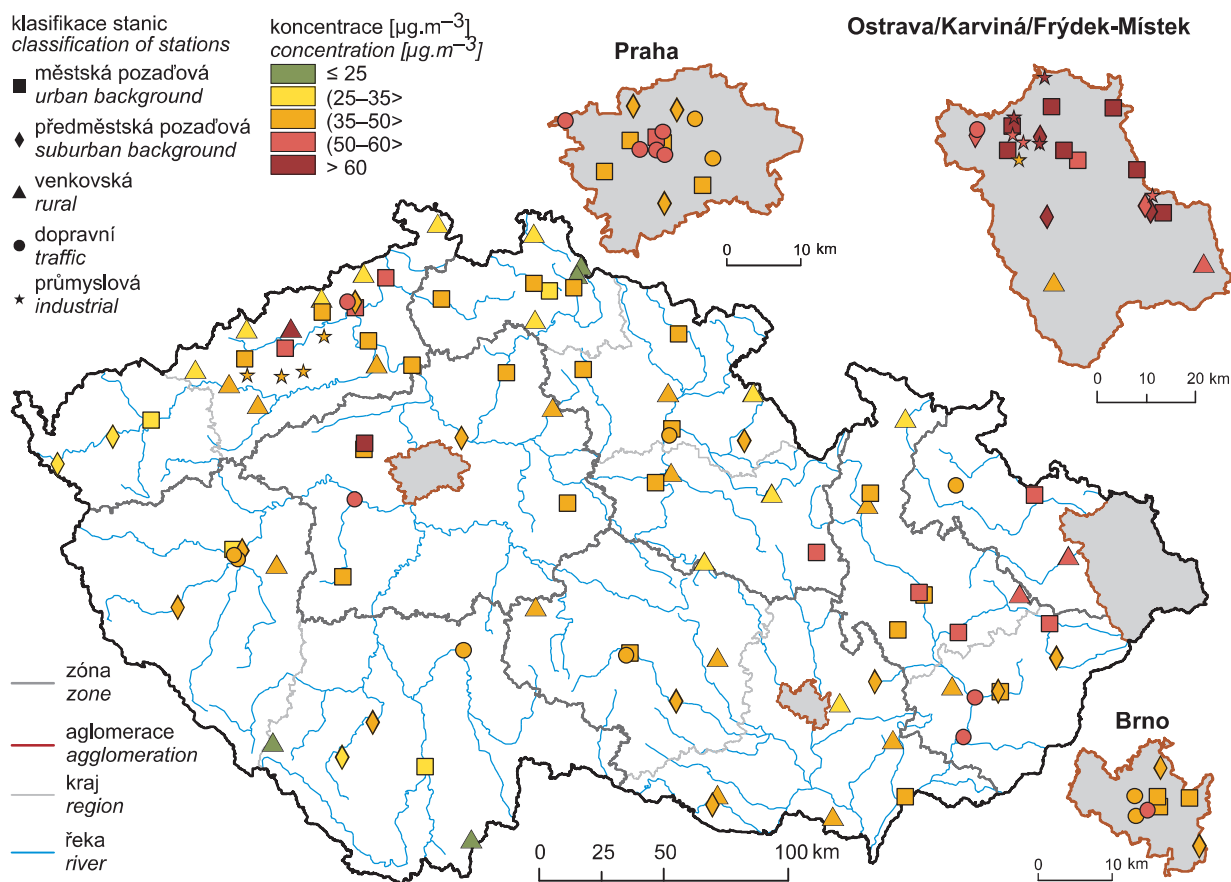 klasifikace stanic
classification of stations
městská pozaďová
urban background
předměstská pozaďová
suburban background
venkovská
rural
dopravní
traffic
průmyslová
industrial
koncentrace [µg.m⁻³]
concentration [µg.m⁻³]
≤ 25
(25–35>
(35–50>
(50–60>
> 60
Praha
0 10 km
Ostrava/Karviná/Frýdek-Místek
0 10 20 km
zóna
zone
aglomerace
agglomeration
kraj
region
řeka
river
0 25 50 100 km
Brno
0 10 km